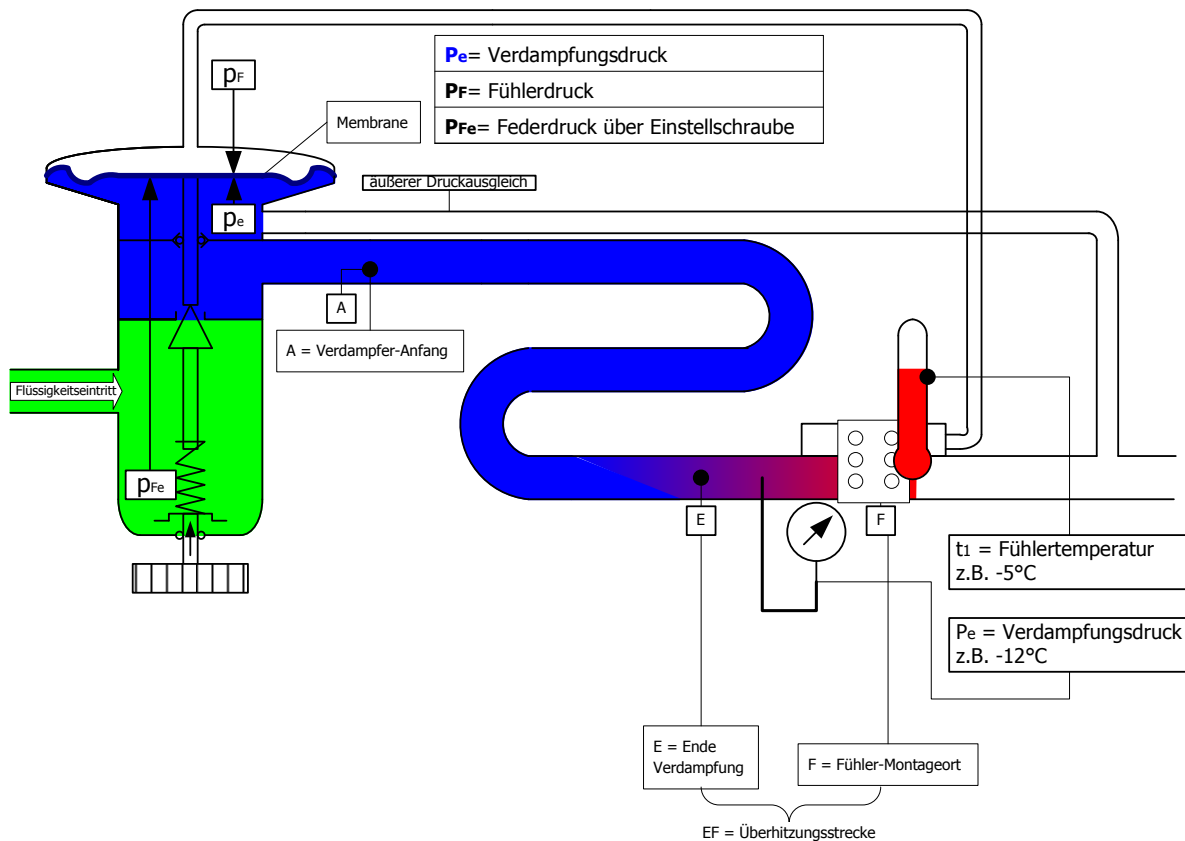 pF
Pe= Verdampfungsdruck
PF= Fühlerdruck
PFe= Federdruck über Einstellschraube
Membrane
äußerer Druckausgleich
pe
A
A = Verdampfer-Anfang
Flüssigkeitseintritt
pFe
E
F
t1 = Fühlertemperatur
z.B. -5°C
Pe = Verdampfungsdruck
z.B. -12°C
E = Ende
Verdampfung
F = Fühler-Montageort
EF = Überhitzungsstrecke